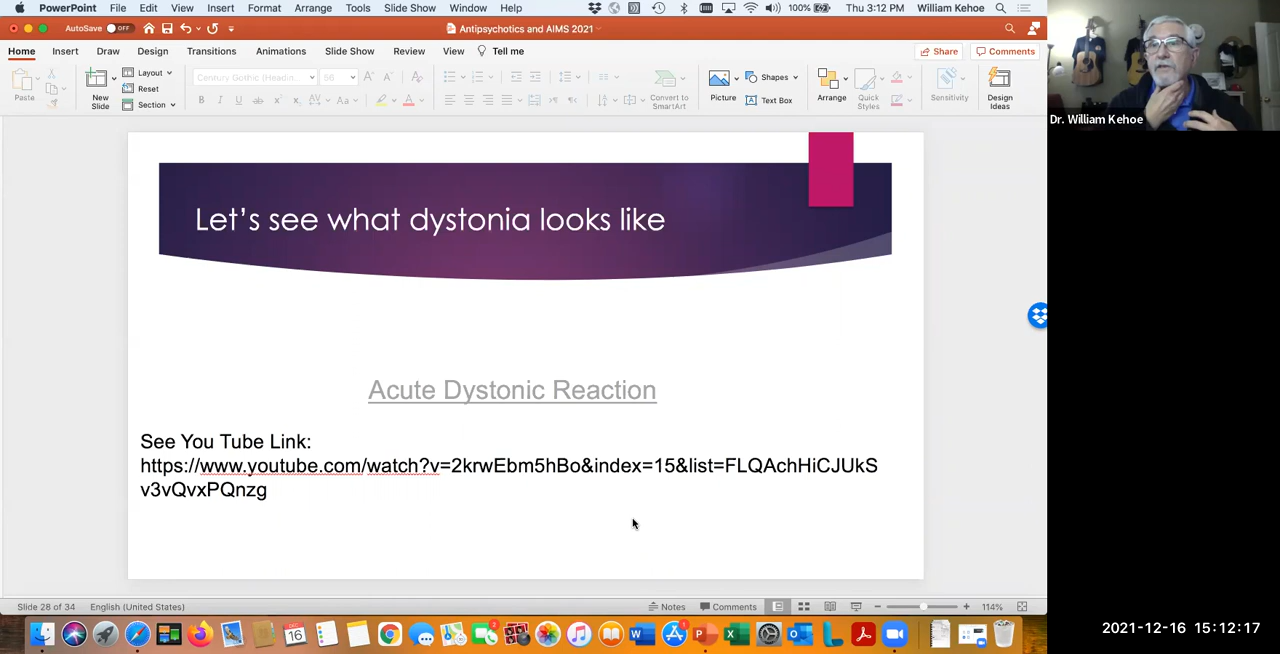 PowerPoint File Edit View Insert Format Arrange Tools Slide Show Window Help 100% Thu 3:12 PM William Kehoe
AutoSave OFF Antipsychotics and AIMS 2021
Home Insert Draw Design Transitions Animations Slide Show Review View Tell me Share Comments
Paste New Slide Layout Reset Section Century Gothic (Headin... 56 Convert to SmartArt Picture Shapes Text Box Arrange Quick Styles Sensitivity Design Ideas
Dr. William Kehoe
Let's see what dystonia looks like
Acute Dystonic Reaction
See You Tube Link:
https://www.youtube.com/watch?v=2krwEbm5hBo&index=15&list=FLQAchHiCJUkS
v3vQvxPQnzg
Slide 28 of 34 English (United States) Notes Comments 114%
2021-12-16 15:12:17